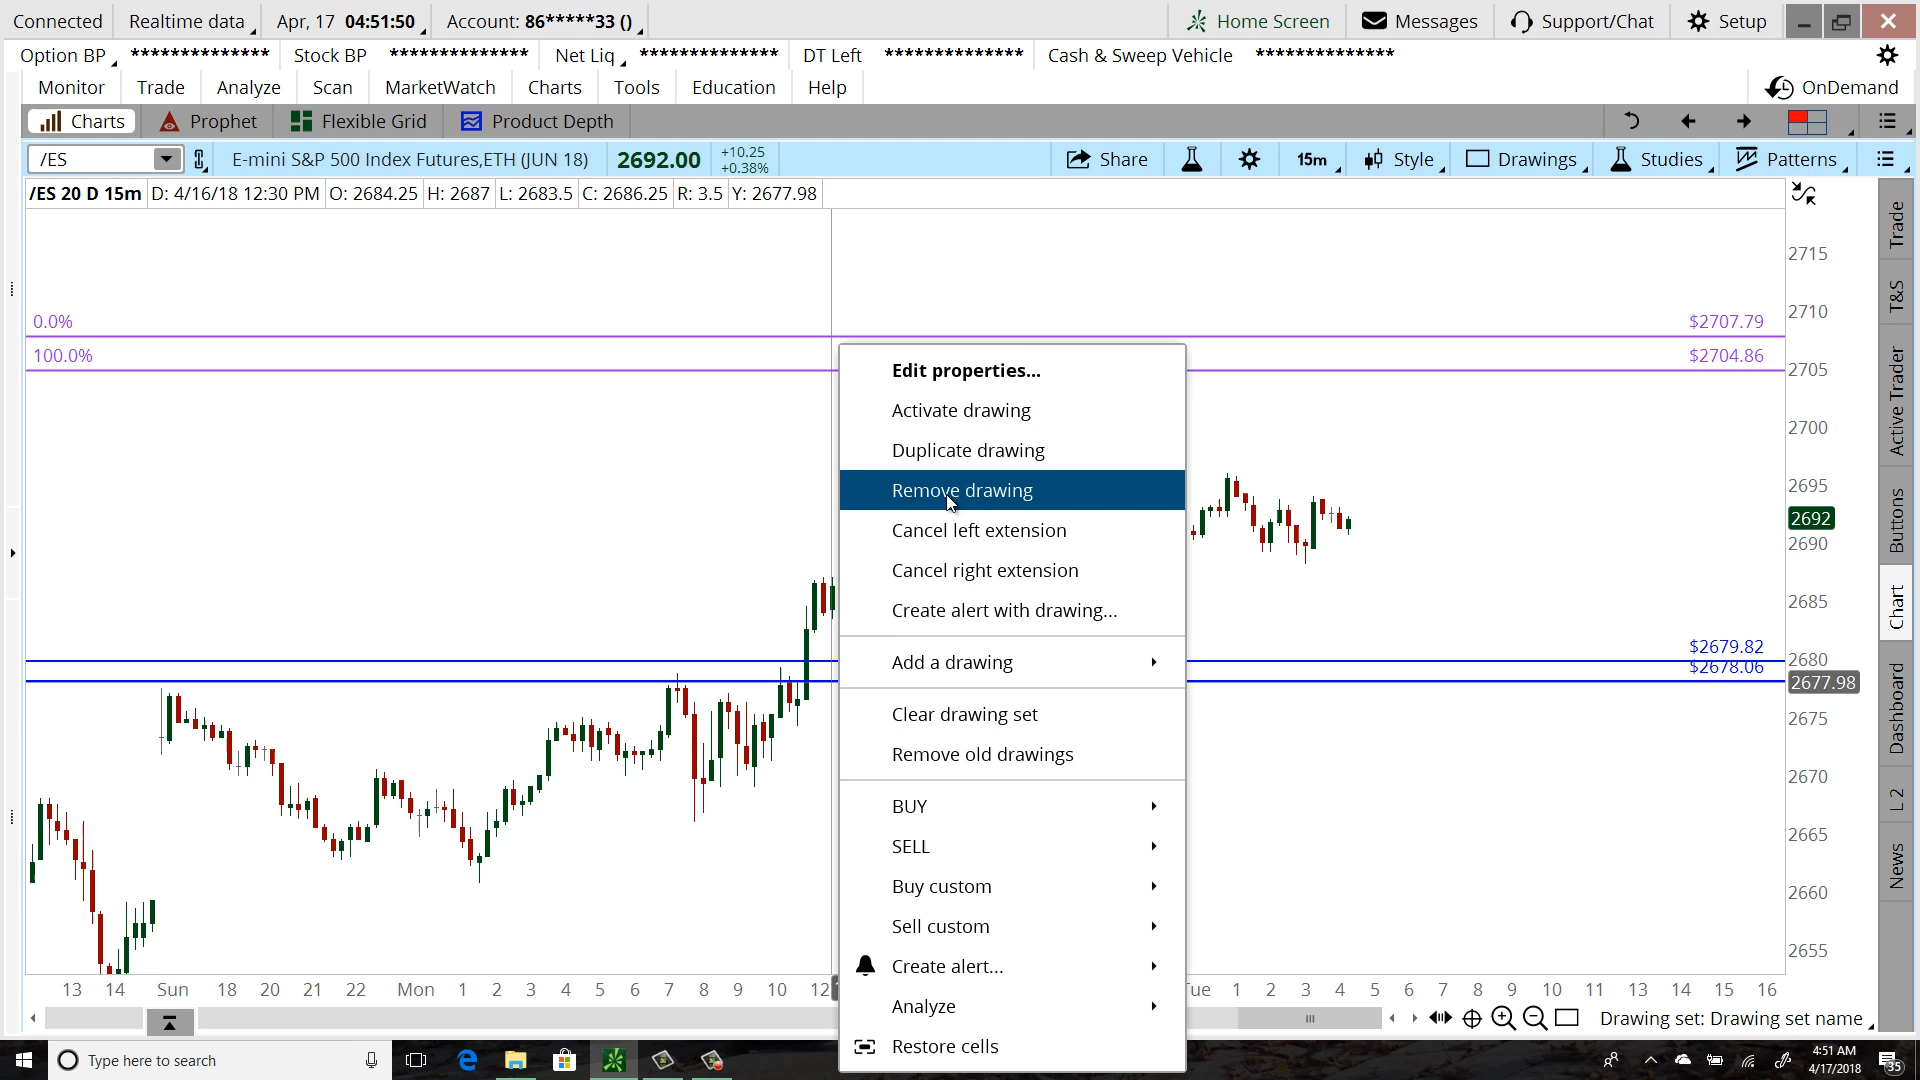 Connected Realtime data Apr, 17 04:51:50 Account: 86*****33 () Home Screen Messages Support/Chat Setup
Option BP ************** Stock BP ************** Net Liq ************** DT Left ************** Cash & Sweep Vehicle **************
Monitor Trade Analyze Scan MarketWatch Charts Tools Education Help OnDemand
Charts Prophet Flexible Grid Product Depth
/ES E-mini S&P 500 Index Futures,ETH (JUN 18) 2692.00 +10.25 +0.38% Share 15m Style Drawings Studies Patterns
/ES 20 D 15m D: 4/16/18 12:30 PM O: 2684.25 H: 2687 L: 2683.5 C: 2686.25 R: 3.5 Y: 2677.98
0.0% $2707.79
100.0% $2704.86
2715
2710
2705
2700
2695
2692
2690
2685
$2679.82
2680
$2678.06
2677.98
2675
2670
2665
2660
2655
Edit properties...
Activate drawing
Duplicate drawing
Remove drawing
Cancel left extension
Cancel right extension
Create alert with drawing...
Add a drawing
Clear drawing set
Remove old drawings
BUY
SELL
Buy custom
Sell custom
Create alert...
Analyze
Restore cells
Trade
T&S
Active Trader
Buttons
Chart
Dashboard
L 2
News
13 14 Sun 18 20 21 22 Mon 1 2 3 4 5 6 7 8 9 10 12 Tue 1 2 3 4 5 6 7 8 9 10 11 13 14 15 16
Drawing set: Drawing set name
Type here to search
4:51 AM
4/17/2018
35